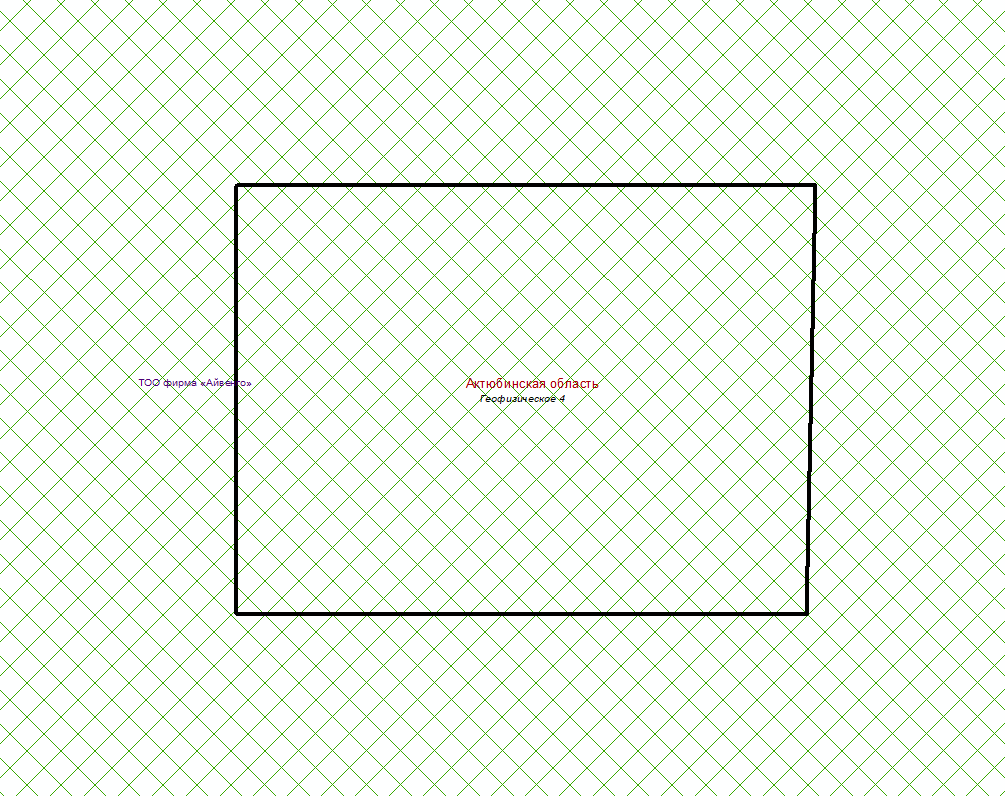 ТОО фирма «Айвенго»
Актюбинская область
Геофизическое 4